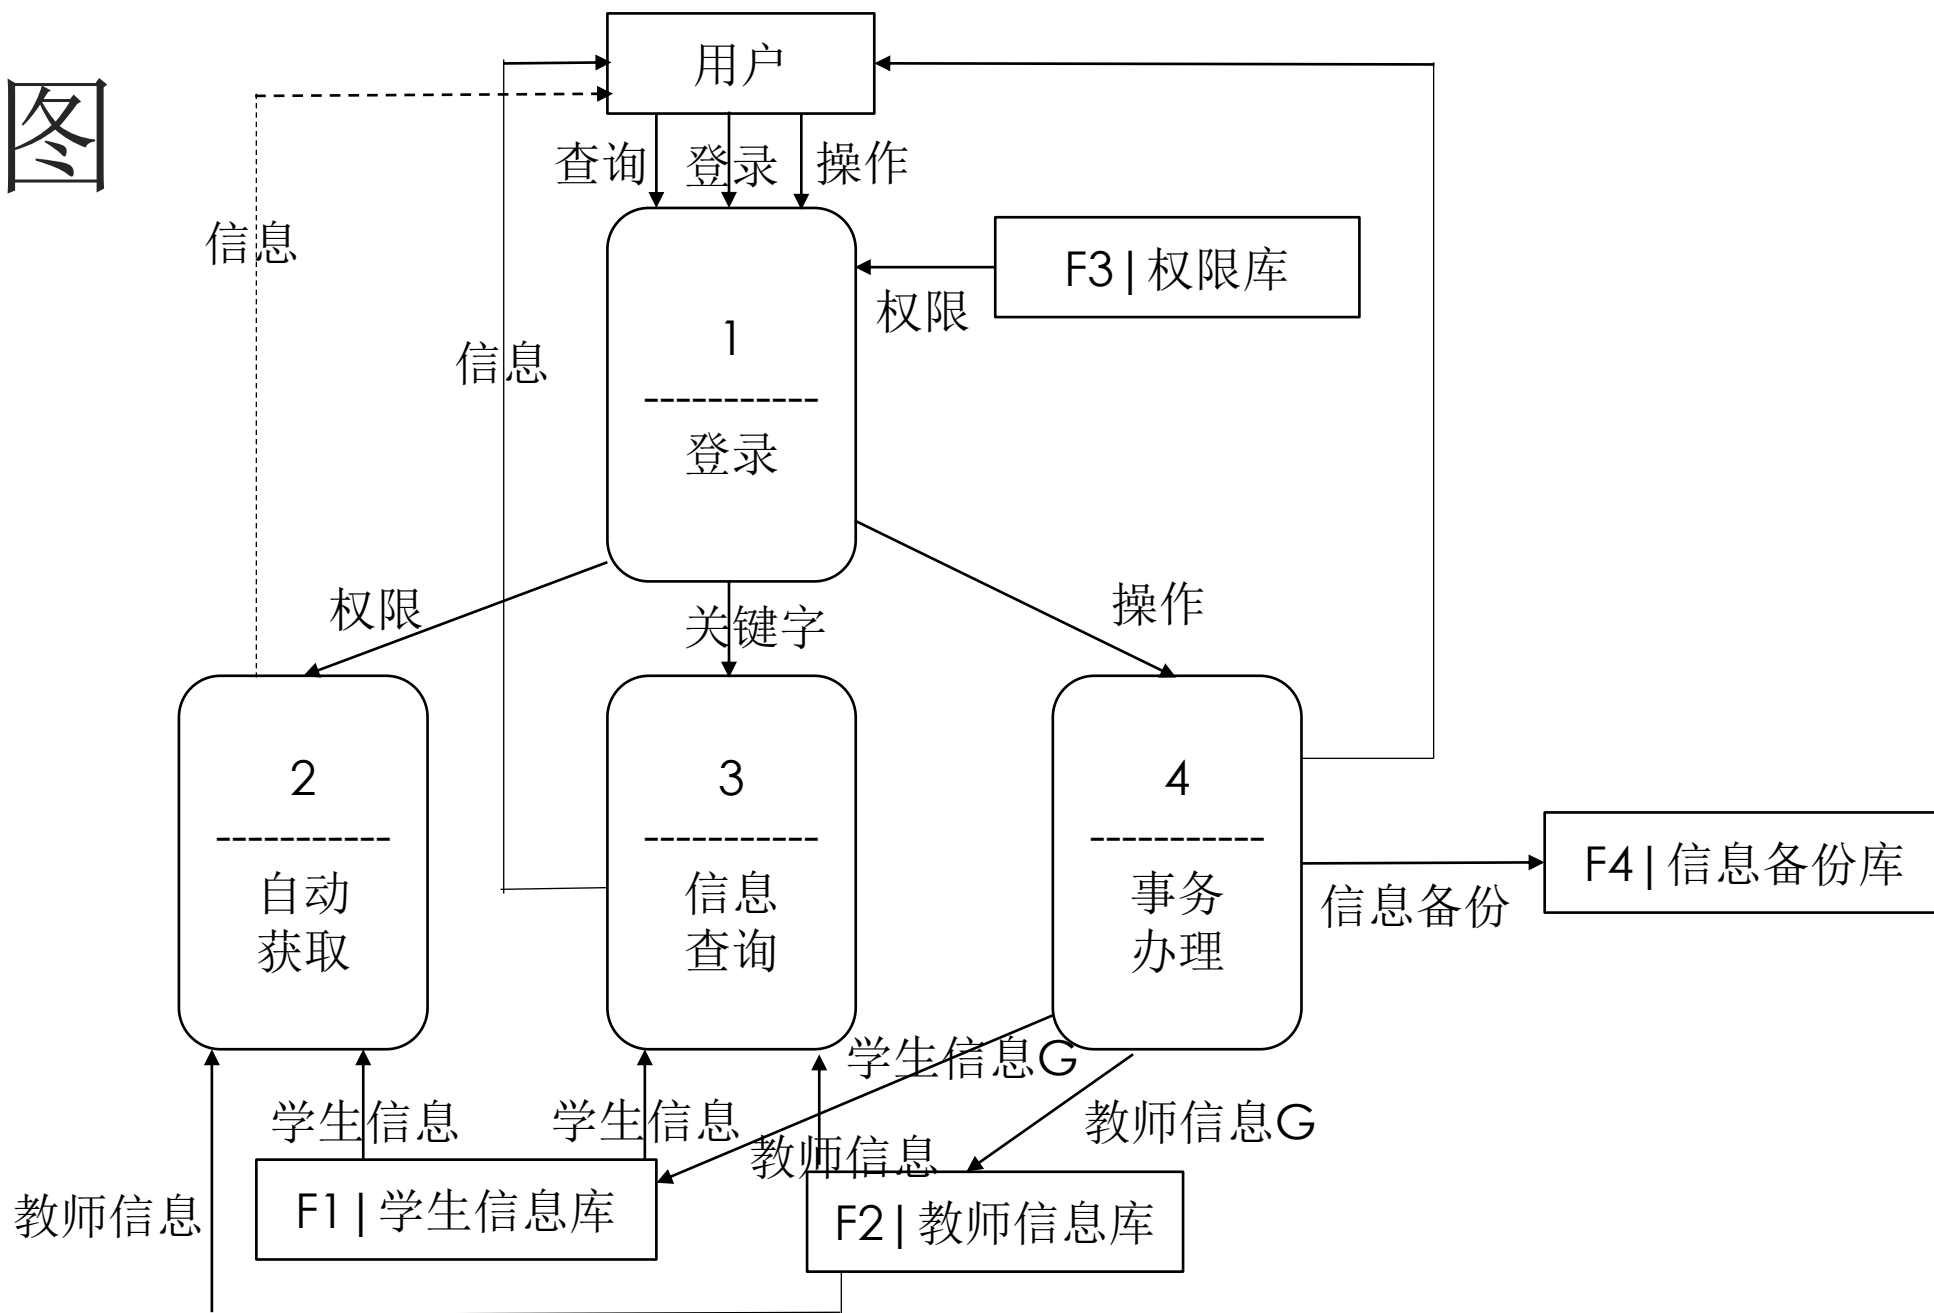 图
用户
查询
登录
操作
信息
F3|权限库
权限
信息
1
-----------
登录
权限
关键字
操作
2
-----------
自动
获取
3
-----------
信息
查询
4
-----------
事务
办理
F4|信息备份库
信息备份
学生信息G
学生信息
学生信息
教师信息G
教师信息
教师信息
F1|学生信息库
F2|教师信息库